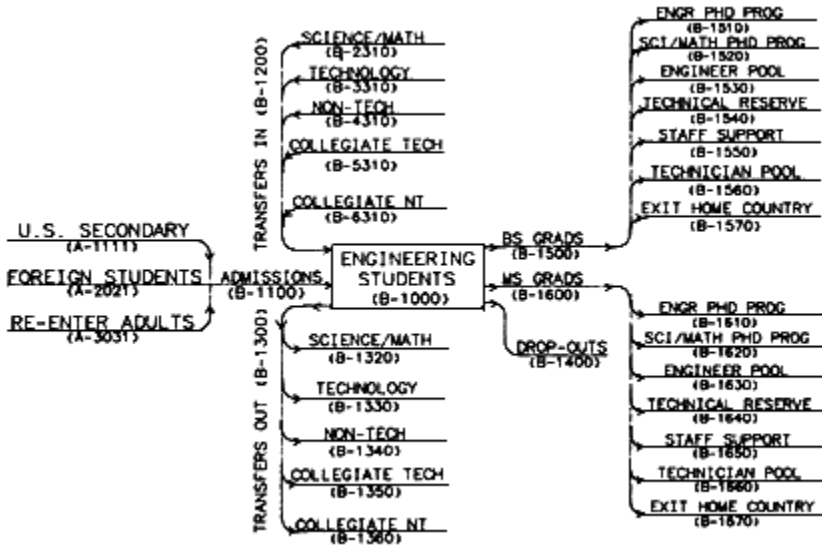 SCIENCE/MATH
(B-2310)
TECHNOLOGY
(B-3310)
NON-TECH
(B-4310)
COLLEGIATE TECH
(B-5310)
COLLEGIATE NT
(B-6310)
TRANSFERS IN (B-1200)
U.S. SECONDARY
(A-1111)
FOREIGN STUDENTS
(A-2021)
RE-ENTER ADULTS
(A-3031)
ADMISSIONS
(B-1100)
ENGINEERING
STUDENTS
(B-1000)
TRANSFERS OUT (B-1300)
SCIENCE/MATH
(B-1320)
TECHNOLOGY
(B-1330)
NON-TECH
(B-1340)
COLLEGIATE TECH
(B-1350)
COLLEGIATE NT
(B-1360)
BS GRADS
(B-1500)
MS GRADS
(B-1600)
DROP-OUTS
(B-1400)
ENGR PHD PROG
(B-1510)
SCI/MATH PHD PROG
(B-1520)
ENGINEER POOL
(B-1530)
TECHNICAL RESERVE
(B-1540)
STAFF SUPPORT
(B-1550)
TECHNICIAN POOL
(B-1560)
EXIT HOME COUNTRY
(B-1570)
ENGR PHD PROG
(B-1610)
SCI/MATH PHD PROG
(B-1620)
ENGINEER POOL
(B-1630)
TECHNICAL RESERVE
(B-1640)
STAFF SUPPORT
(B-1650)
TECHNICIAN POOL
(B-1660)
EXIT HOME COUNTRY
(B-1670)